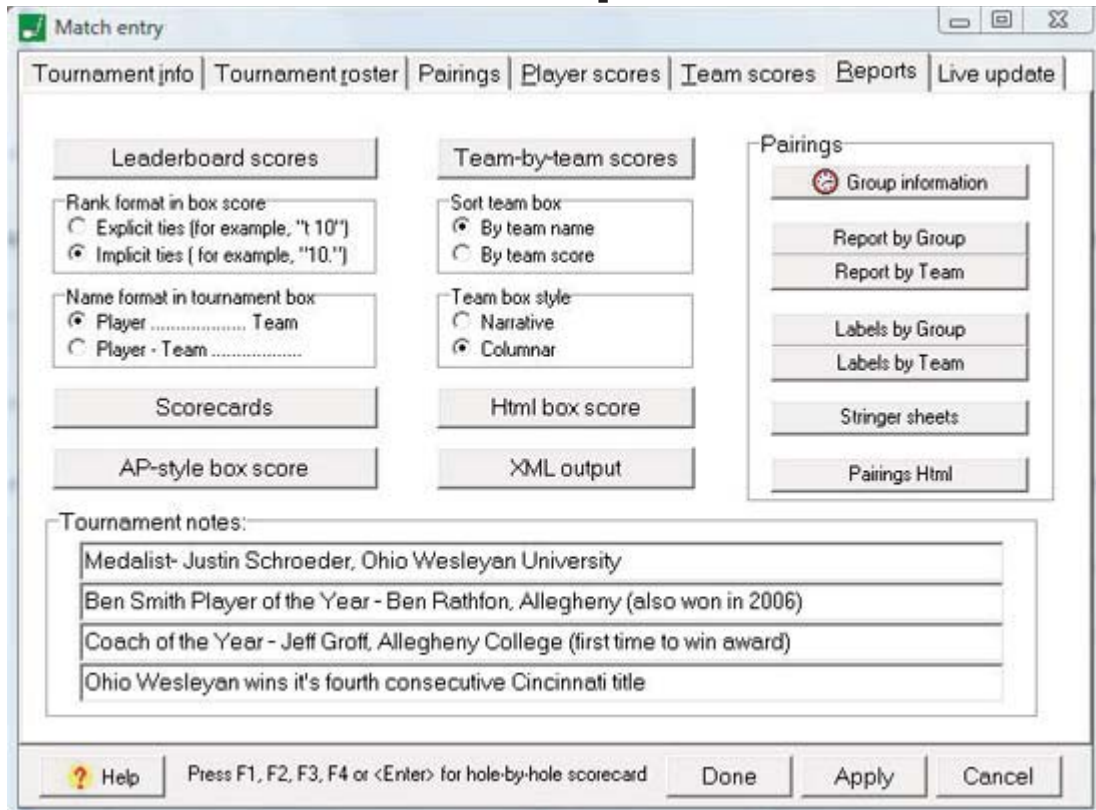 Match entry
Tournament info Tournament roster Pairings Player scores Team scores Reports Live update
Leaderboard scores
Rank format in box score
Explicit ties (for example, "t 10")
Implicit ties ( for example, "10.")
Name format in tournament box
Player ..................... Team
Player - Team ...................
Scorecards
AP-style box score
Team-by-team scores
Sort team box
By team name
By team score
Team box style
Narrative
Columnar
Html box score
XML output
Pairings
Group information
Report by Group
Report by Team
Labels by Group
Labels by Team
Stringer sheets
Pairings Html
Tournament notes:
Medalist- Justin Schroeder, Ohio Wesleyan University
Ben Smith Player of the Year - Ben Rathfon, Allegheny (also won in 2006)
Coach of the Year - Jeff Groff, Allegheny College (first time to win award)
Ohio Wesleyan wins it's fourth consecutive Cincinnati title
Help Press F1, F2, F3, F4 or <Enter> for hole-by-hole scorecard Done Apply Cancel